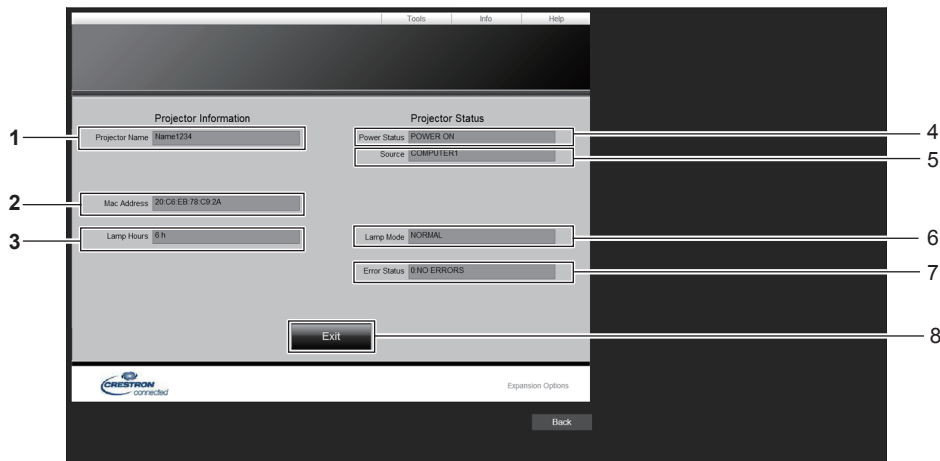 Tools Info Help
Projector Information
Projector Status
1 Projector Name Name1234
Power Status POWER ON 4
Source COMPUTER1 5
2 Mac Address 20:C6:EB:78:C9:2A
3 Lamp Hours 6 h
Lamp Mode NORMAL 6
Error Status 0:NO ERRORS 7
Exit 8
CRESTRON
connected
Expansion Options
Back